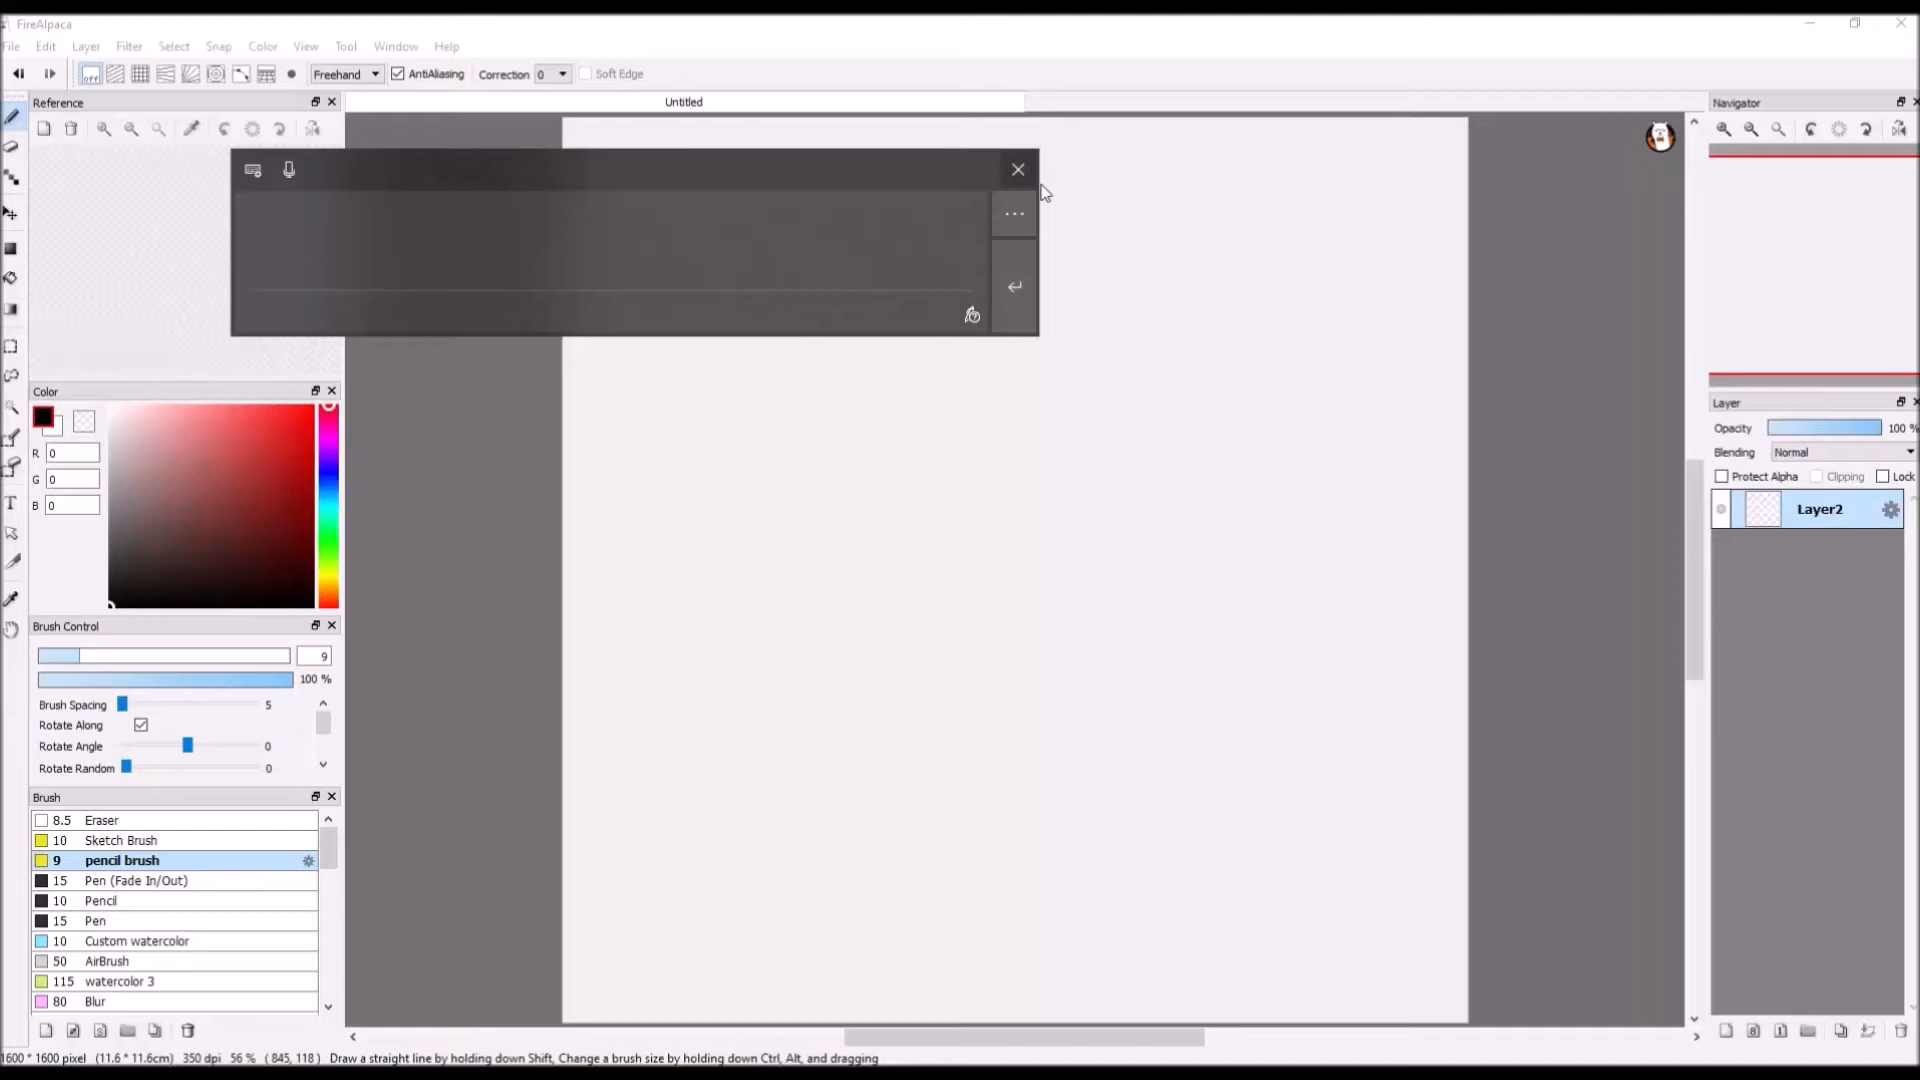 FireAlpaca
File Edit Layer Filter Select Snap Color View Tool Window Help
off Freehand AntiAliasing Correction 0 Soft Edge
Reference
Untitled
Navigator
Color
R 0
G 0
B 0
Layer
Opacity 100 %
Blending Normal
Protect Alpha Clipping Lock
Layer2
Brush Control
9
100 %
Brush Spacing 5
Rotate Along
Rotate Angle 0
Rotate Random 0
Brush
8.5 Eraser
10 Sketch Brush
9 pencil brush
15 Pen (Fade In/Out)
10 Pencil
15 Pen
10 Custom watercolor
50 AirBrush
115 watercolor 3
80 Blur
1600 * 1600 pixel (11.6 * 11.6cm) 350 dpi 56 % ( 845, 118 ) Draw a straight line by holding down Shift, Change a brush size by holding down Ctrl, Alt, and dragging